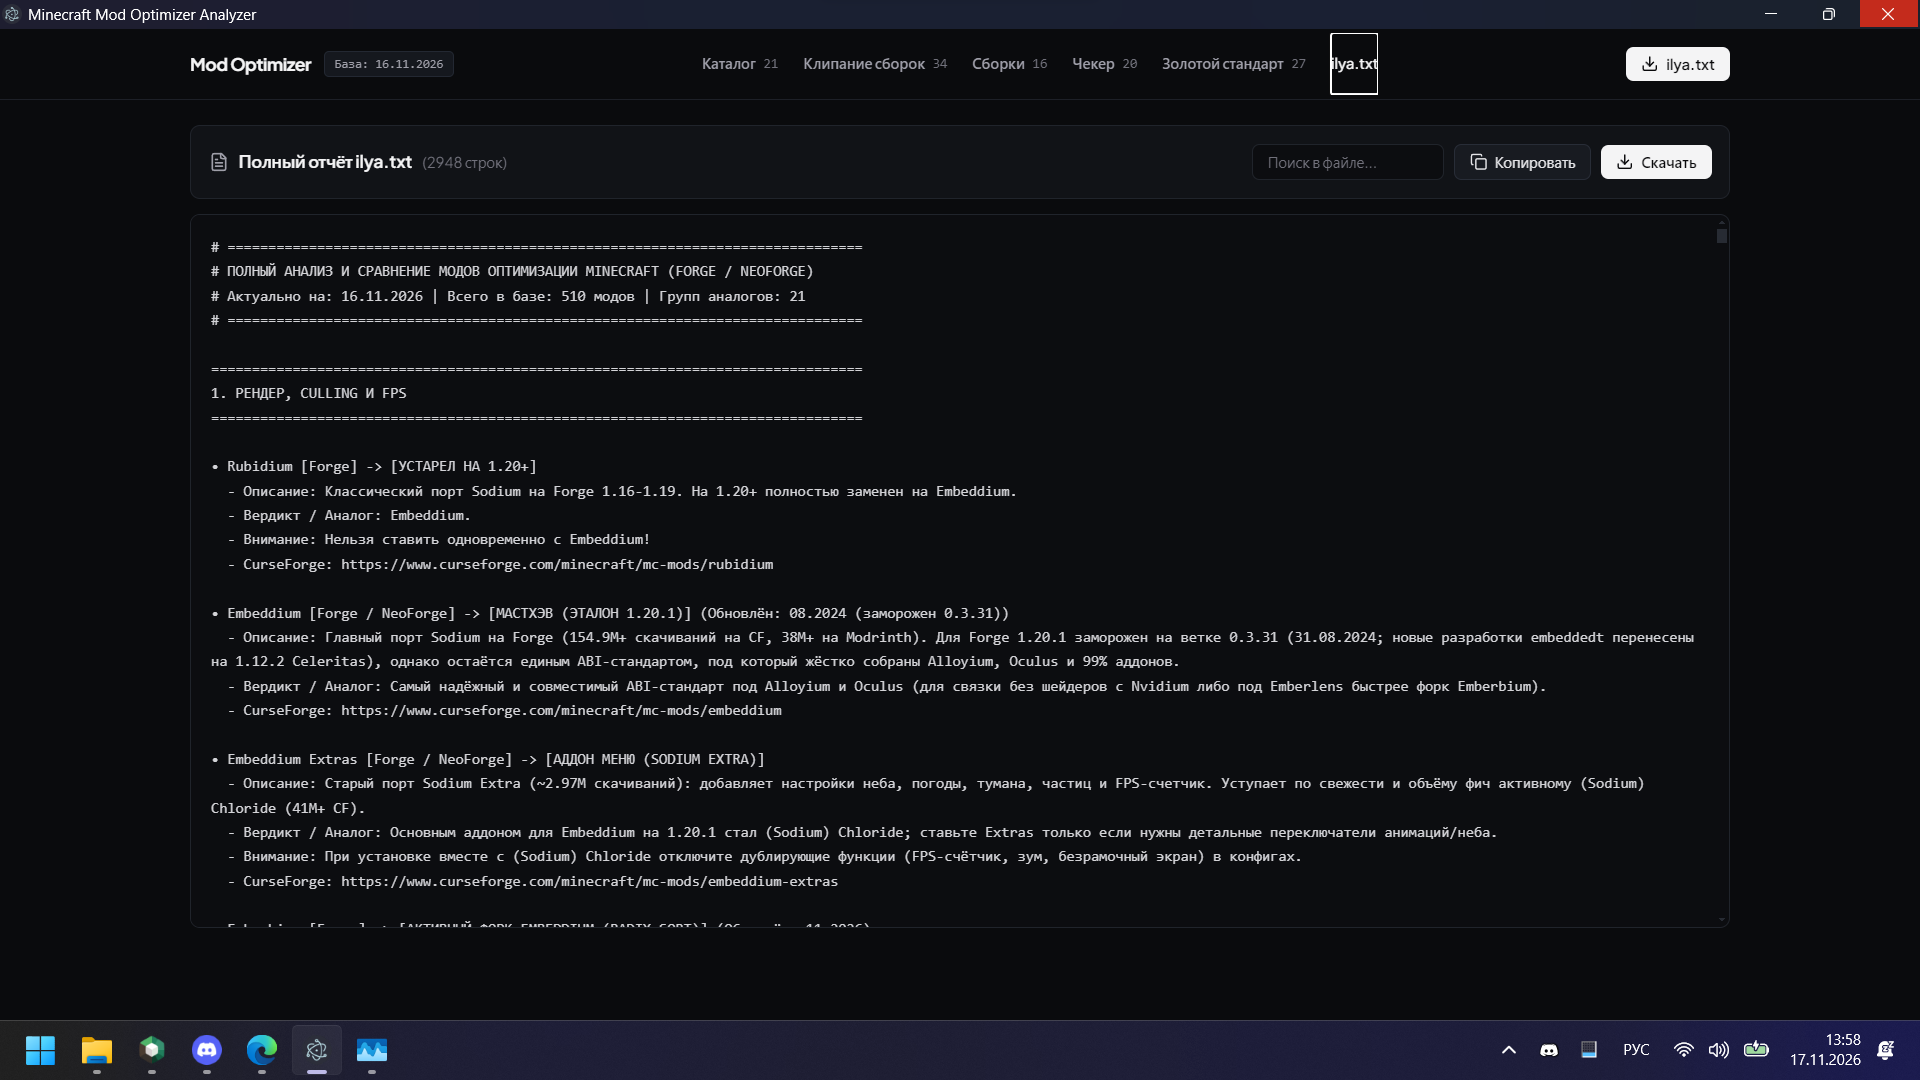 Minecraft Mod Optimizer Analyzer
Mod Optimizer
База: 16.11.2026
Каталог 21
Клипание сборок 34
Сборки 16
Чекер 20
Золотой стандарт 27
ilya.txt
ilya.txt
Полный отчёт ilya.txt (2948 строк)
Поиск в файле...
Копировать
Скачать
# ==============================================================================
# ПОЛНЫЙ АНАЛИЗ И СРАВНЕНИЕ МОДОВ ОПТИМИЗАЦИИ MINECRAFT (FORGE / NEOFORGE)
# Актуально на: 16.11.2026 | Всего в базе: 510 модов | Групп аналогов: 21
# ==============================================================================
================================================================================
1. РЕНДЕР, CULLING И FPS
================================================================================
• Rubidium [Forge] -> [УСТАРЕЛ НА 1.20+]
- Описание: Классический порт Sodium на Forge 1.16-1.19. На 1.20+ полностью заменен на Embeddium.
- Вердикт / Аналог: Embeddium.
- Внимание: Нельзя ставить одновременно с Embeddium!
- CurseForge: https://www.curseforge.com/minecraft/mc-mods/rubidium
• Embeddium [Forge / NeoForge] -> [МАСТХЭВ (ЭТАЛОН 1.20.1)] (Обновлён: 08.2024 (заморожен 0.3.31))
- Описание: Главный порт Sodium на Forge (154.9M+ скачиваний на CF, 38M+ на Modrinth). Для Forge 1.20.1 заморожен на ветке 0.3.31 (31.08.2024; новые разработки embeddedt перенесены
на 1.12.2 Celeritas), однако остаётся единым ABI-стандартом, под который жёстко собраны Alloyium, Oculus и 99% аддонов.
- Вердикт / Аналог: Самый надёжный и совместимый ABI-стандарт под Alloyium и Oculus (для связки без шейдеров с Nvidium либо под Emberlens быстрее форк Emberbium).
- CurseForge: https://www.curseforge.com/minecraft/mc-mods/embeddium
• Embeddium Extras [Forge / NeoForge] -> [АДДОН МЕНЮ (SODIUM EXTRA)]
- Описание: Старый порт Sodium Extra (~2.97M скачиваний): добавляет настройки неба, погоды, тумана, частиц и FPS-счетчик. Уступает по свежести и объёму фич активному (Sodium)
Chloride (41M+ CF).
- Вердикт / Аналог: Основным аддоном для Embeddium на 1.20.1 стал (Sodium) Chloride; ставьте Extras только если нужны детальные переключатели анимаций/неба.
- Внимание: При установке вместе с (Sodium) Chloride отключите дублирующие функции (FPS-счётчик, зум, безрамочный экран) в конфигах.
- CurseForge: https://www.curseforge.com/minecraft/mc-mods/embeddium-extras
РУС
13:58
17.11.2026